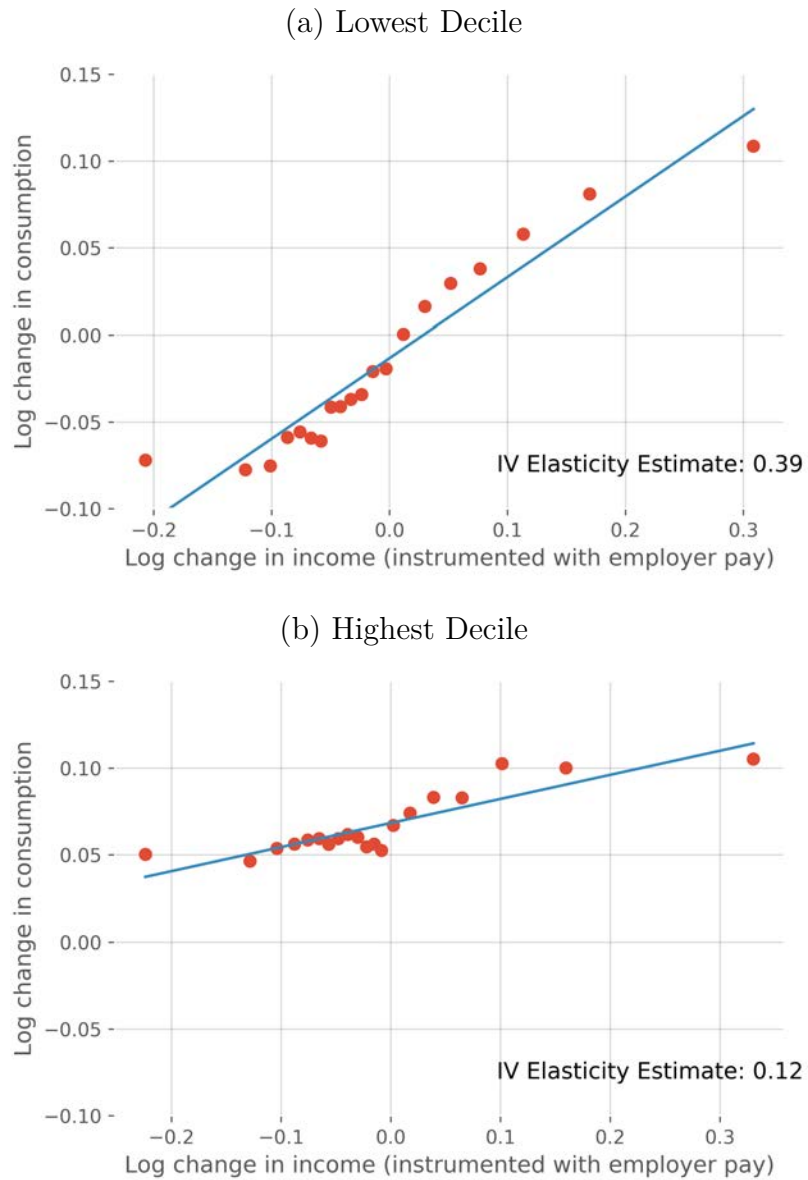 (a) Lowest Decile
0.15
0.10
0.05
0.00
−0.05
−0.10
Log change in consumption
IV Elasticity Estimate: 0.39
−0.2 −0.1 0.0 0.1 0.2 0.3
Log change in income (instrumented with employer pay)
(b) Highest Decile
0.15
0.10
0.05
0.00
−0.05
−0.10
Log change in consumption
IV Elasticity Estimate: 0.12
−0.2 −0.1 0.0 0.1 0.2 0.3
Log change in income (instrumented with employer pay)